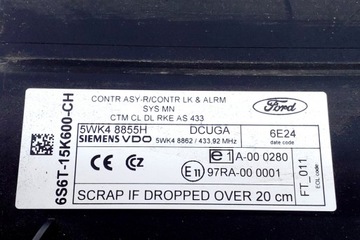 CONTR ASY-R/CONTR LK & ALRM
SYS MN
CTM CL DL RKE AS 433
Ford
6S6T-15K600-CH
5WK4 8855H DCUGA
SIEMENS VDO 5WK4 8862 / 433.92 MHz
6E24
date code
CE CZ
e1 A-00 0280
E11 97RA-00 0001
FT_011
SCRAP IF DROPPED OVER 20 cm